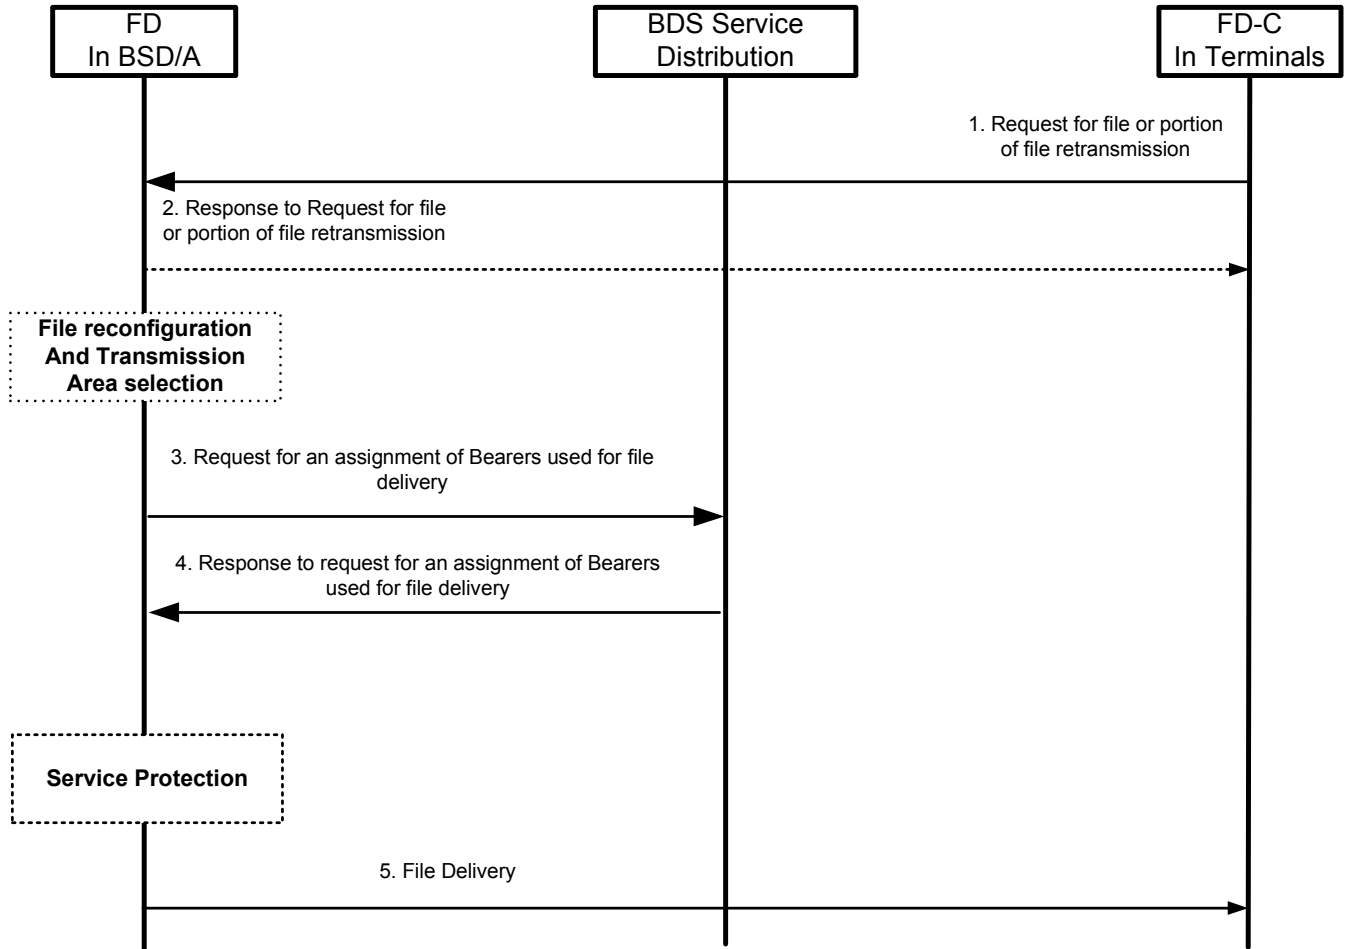 FD
In BSD/A
BDS Service
Distribution
FD-C
In Terminals
1. Request for file or portion
of file retransmission
2. Response to Request for file
or portion of file retransmission
File reconfiguration
And Transmission
Area selection
3. Request for an assignment of Bearers used for file
delivery
4. Response to request for an assignment of Bearers
used for file delivery
Service Protection
5. File Delivery